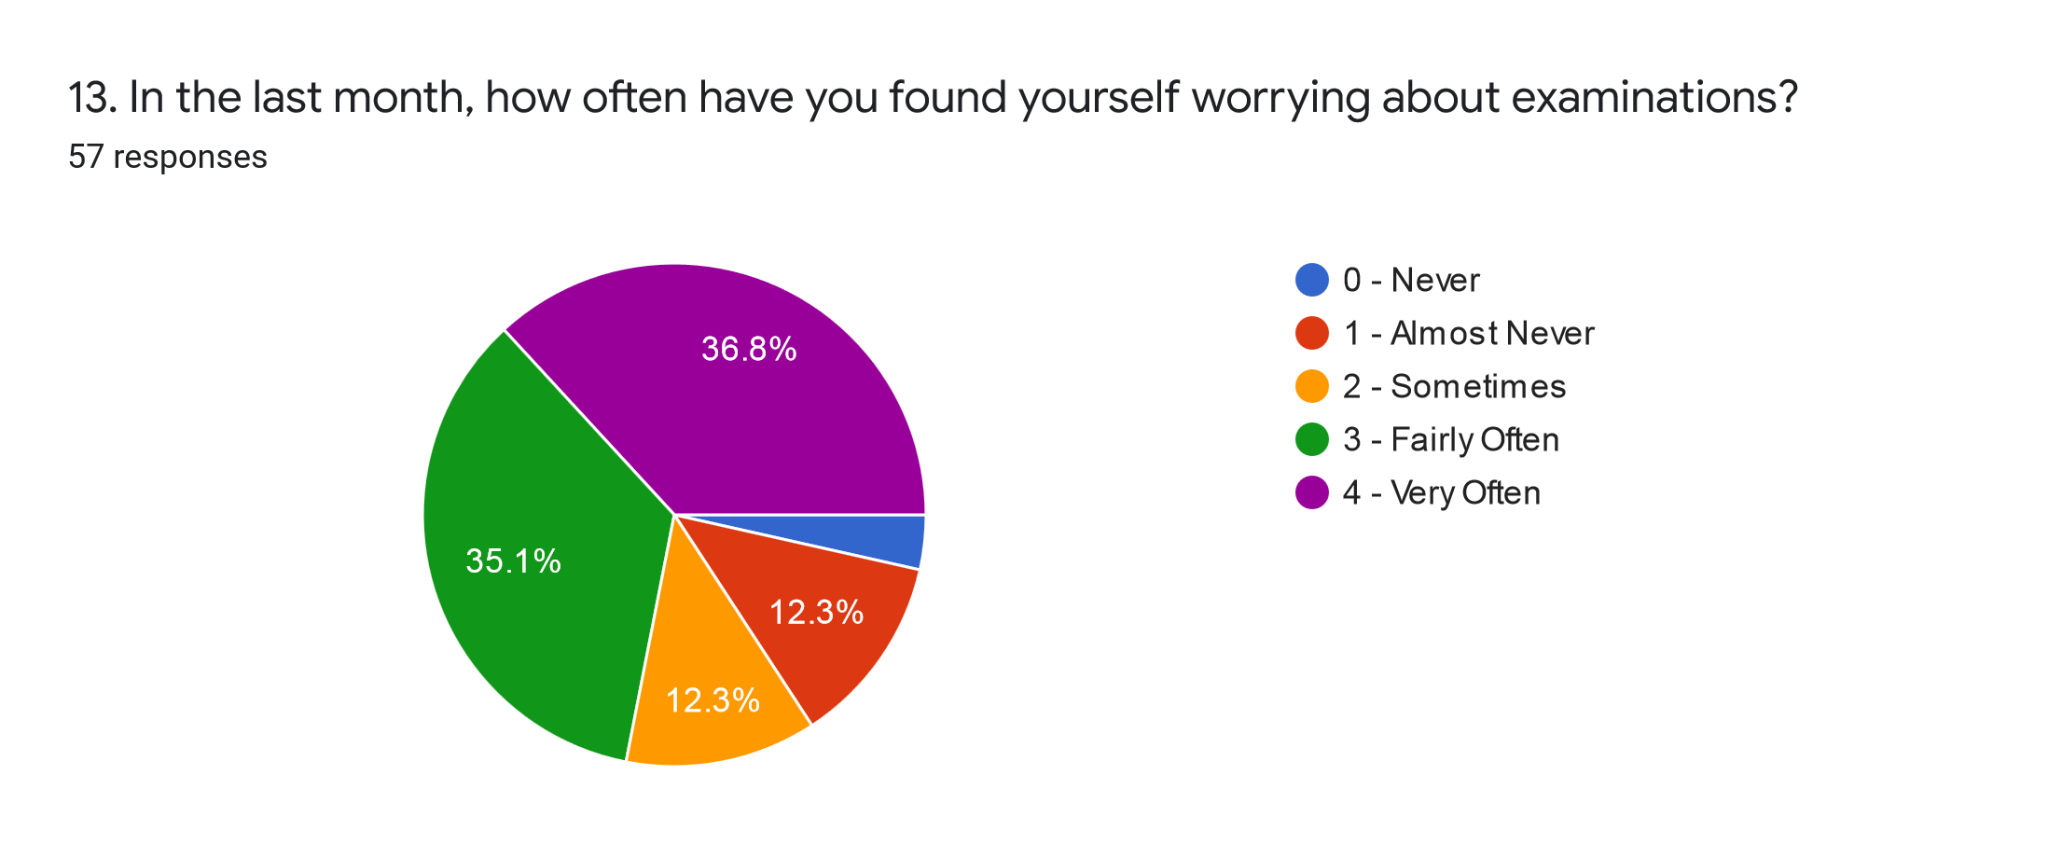 13. In the last month, how often have you found yourself worrying about examinations?
57 responses
36.8%
35.1%
12.3%
12.3%
0 - Never
1 - Almost Never
2 - Sometimes
3 - Fairly Often
4 - Very Often